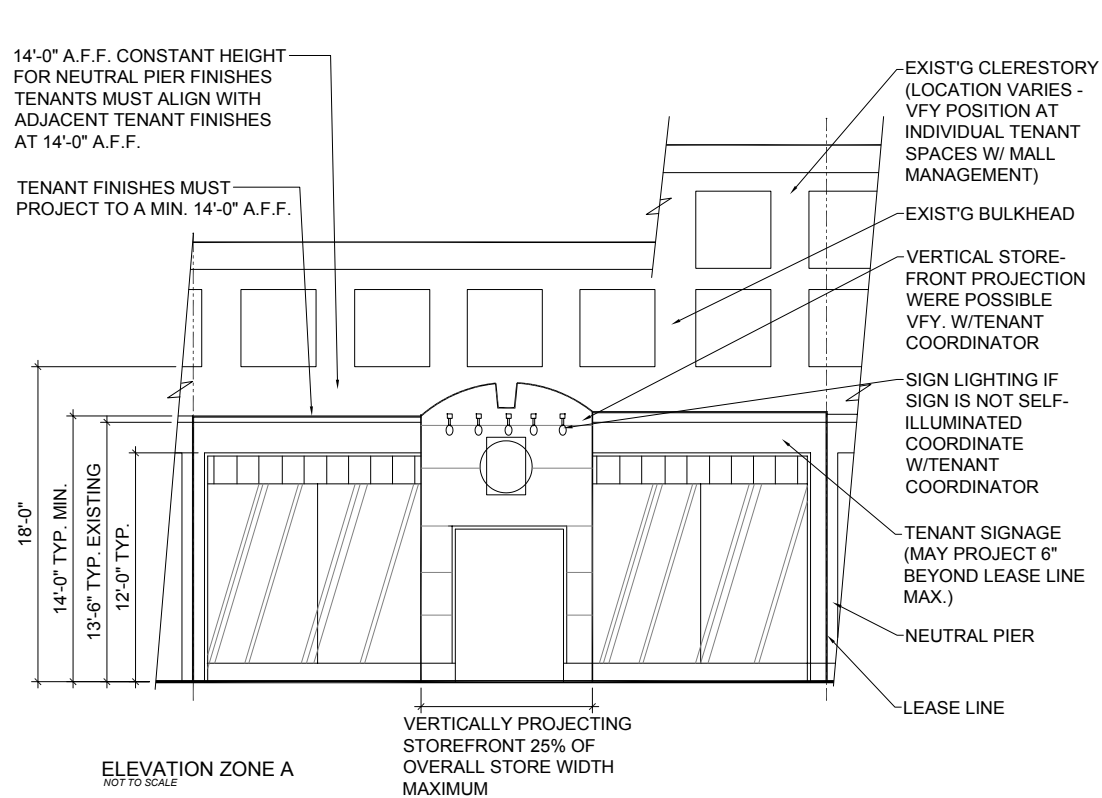 14'-0" A.F.F. CONSTANT HEIGHT
FOR NEUTRAL PIER FINISHES
TENANTS MUST ALIGN WITH
ADJACENT TENANT FINISHES
AT 14'-0" A.F.F.
TENANT FINISHES MUST
PROJECT TO A MIN. 14'-0" A.F.F.
EXIST'G CLERESTORY
(LOCATION VARIES -
VFY POSITION AT
INDIVIDUAL TENANT
SPACES W/ MALL
MANAGEMENT)
EXIST'G BULKHEAD
VERTICAL STORE-
FRONT PROJECTION
WERE POSSIBLE
VFY. W/TENANT
COORDINATOR
SIGN LIGHTING IF
SIGN IS NOT SELF-
ILLUMINATED
COORDINATE
W/TENANT
COORDINATOR
TENANT SIGNAGE
(MAY PROJECT 6"
BEYOND LEASE LINE
MAX.)
NEUTRAL PIER
LEASE LINE
18'-0"
14'-0" TYP. MIN.
13'-6" TYP. EXISTING
12'-0" TYP.
VERTICALLY PROJECTING
STOREFRONT 25% OF
OVERALL STORE WIDTH
MAXIMUM
ELEVATION ZONE A
NOT TO SCALE